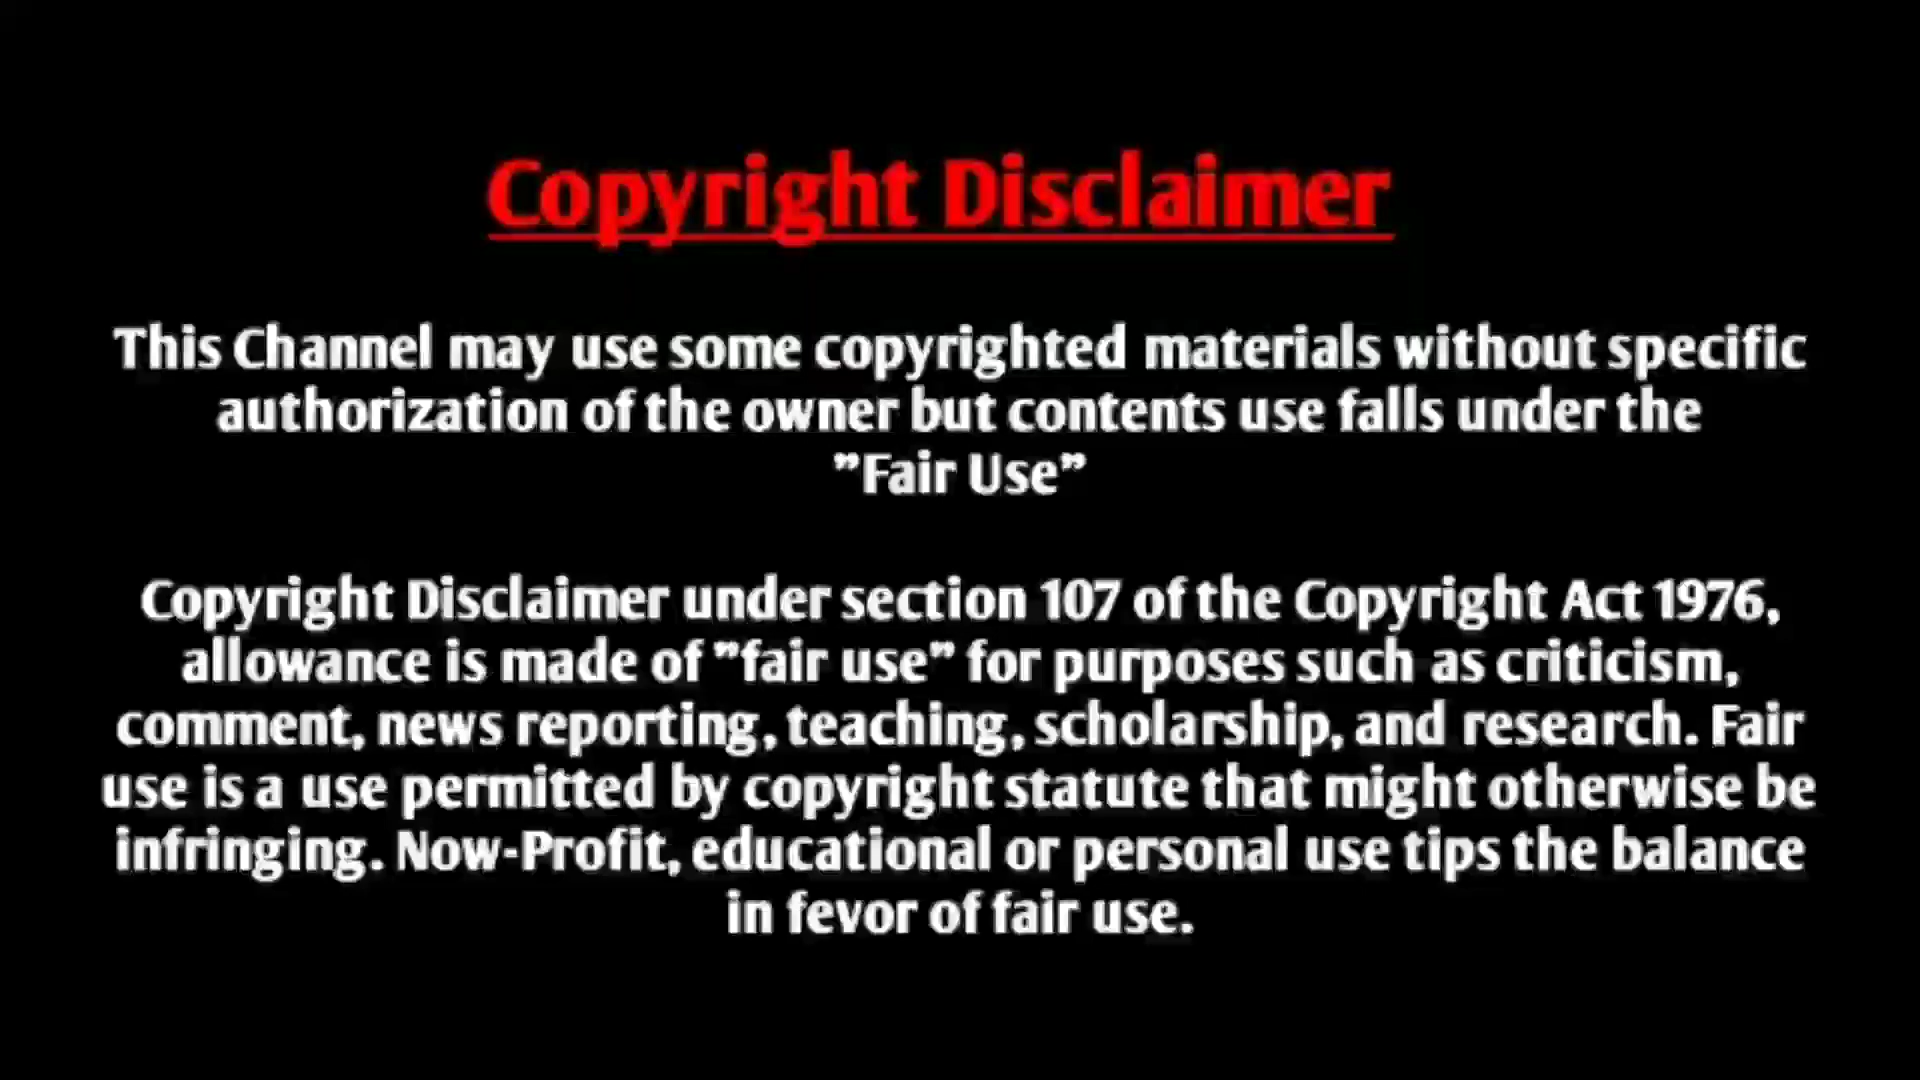 Copyright Disclaimer
This Channel may use some copyrighted materials without specific
authorization of the owner but contents use falls under the
”Fair Use”
Copyright Disclaimer under section 107 of the Copyright Act 1976,
allowance is made of ”fair use” for purposes such as criticism,
comment, news reporting, teaching, scholarship, and research. Fair
use is a use permitted by copyright statute that might otherwise be
infringing. Now-Profit, educational or personal use tips the balance
in fevor of fair use.